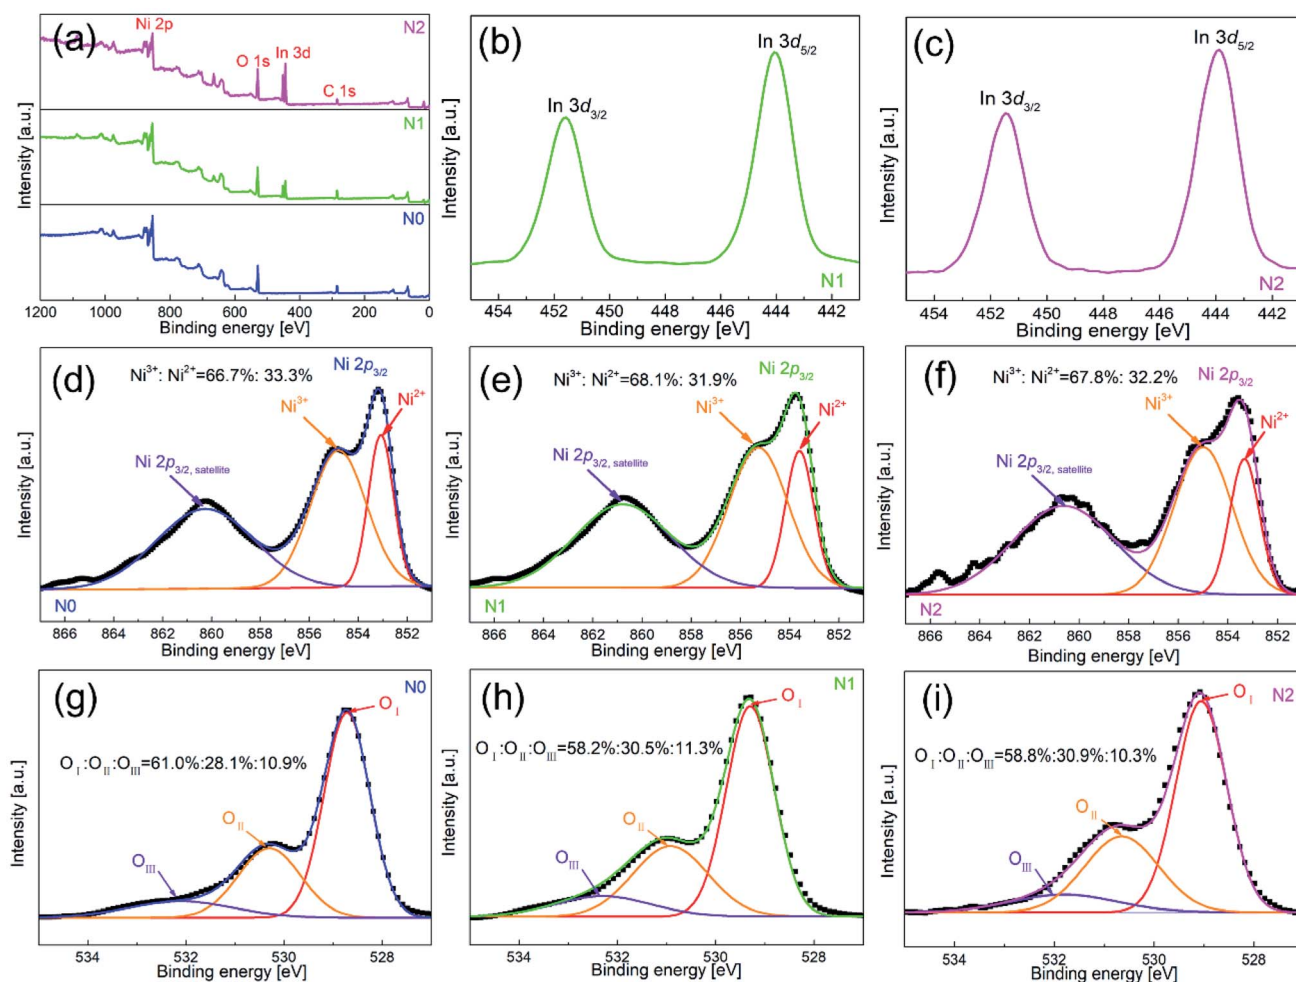 (a)
Ni 2p
N2
O 1s
In 3d
C 1s
N1
N0
Intensity [a.u.]
1200 1000 800 600 400 200 0
Binding energy [eV]
(b)
In 3d5/2
In 3d3/2
N1
Intensity [a.u.]
454 452 450 448 446 444 442
Binding energy [eV]
(c)
In 3d5/2
In 3d3/2
N2
Intensity [a.u.]
454 452 450 448 446 444 442
Binding energy [eV]
(d)
Ni3+: Ni2+=66.7%: 33.3%
Ni 2p3/2
Ni3+
Ni2+
Ni 2p3/2, satellite
N0
Intensity [a.u.]
866 864 862 860 858 856 854 852
Binding energy [eV]
(e)
Ni3+: Ni2+=68.1%: 31.9%
Ni 2p3/2
Ni3+
Ni2+
Ni 2p3/2, satellite
N1
Intensity [a.u.]
866 864 862 860 858 856 854 852
Binding energy [eV]
(f)
Ni3+: Ni2+=67.8%: 32.2%
Ni 2p3/2
Ni3+
Ni2+
Ni 2p3/2, satellite
N2
Intensity [a.u.]
866 864 862 860 858 856 854 852
Binding energy [eV]
(g)
N0
OⅠ
OⅠ:OⅡ:OⅢ=61.0%:28.1%:10.9%
OⅡ
OⅢ
Intensity [a.u.]
534 532 530 528
Binding energy [eV]
(h)
N1
OⅠ
OⅠ:OⅡ:OⅢ=58.2%:30.5%:11.3%
OⅡ
OⅢ
Intensity [a.u.]
534 532 530 528
Binding energy [eV]
(i)
OⅠ
N2
OⅠ:OⅡ:OⅢ=58.8%:30.9%:10.3%
OⅡ
OⅢ
Intensity [a.u.]
534 532 530 528
Binding energy [eV]